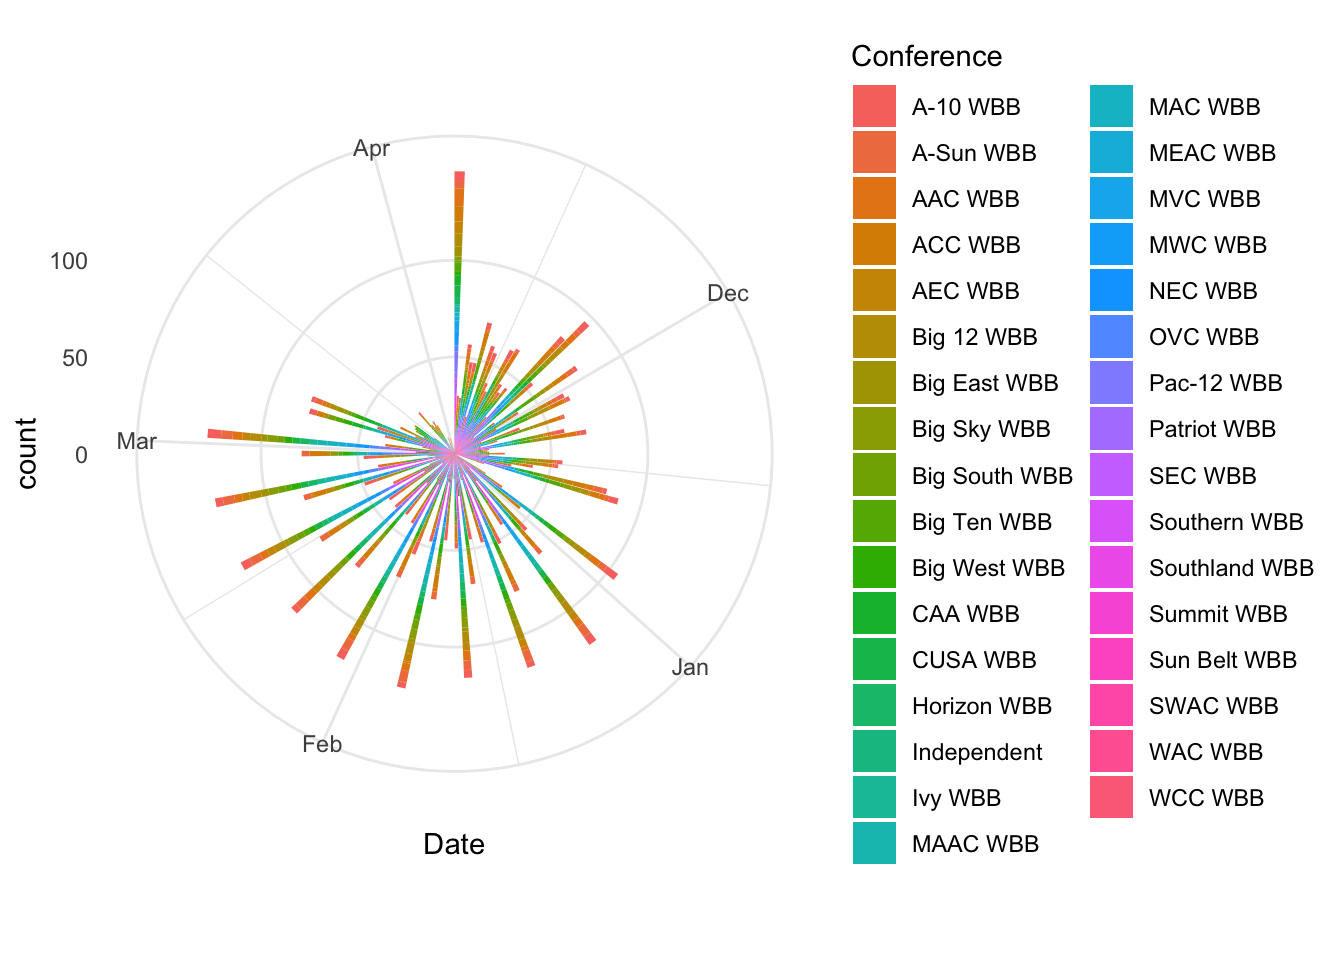 Conference
A-10 WBB
A-Sun WBB
AAC WBB
ACC WBB
AEC WBB
Big 12 WBB
Big East WBB
Big Sky WBB
Big South WBB
Big Ten WBB
Big West WBB
CAA WBB
CUSA WBB
Horizon WBB
Independent
Ivy WBB
MAAC WBB
MAC WBB
MEAC WBB
MVC WBB
MWC WBB
NEC WBB
OVC WBB
Pac-12 WBB
Patriot WBB
SEC WBB
Southern WBB
Southland WBB
Summit WBB
Sun Belt WBB
SWAC WBB
WAC WBB
WCC WBB
Apr
Dec
Jan
Feb
Mar
100
50
0
count
Date